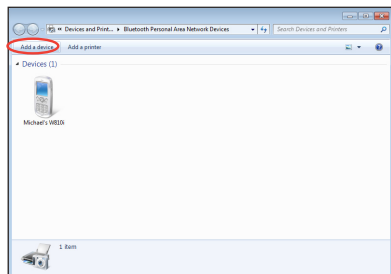 « Devices and Print... ▸ Bluetooth Personal Area Network Devices
Search Devices and Printers
Add a device
Add a printer
Devices (1)
Michael's W810i
1 item